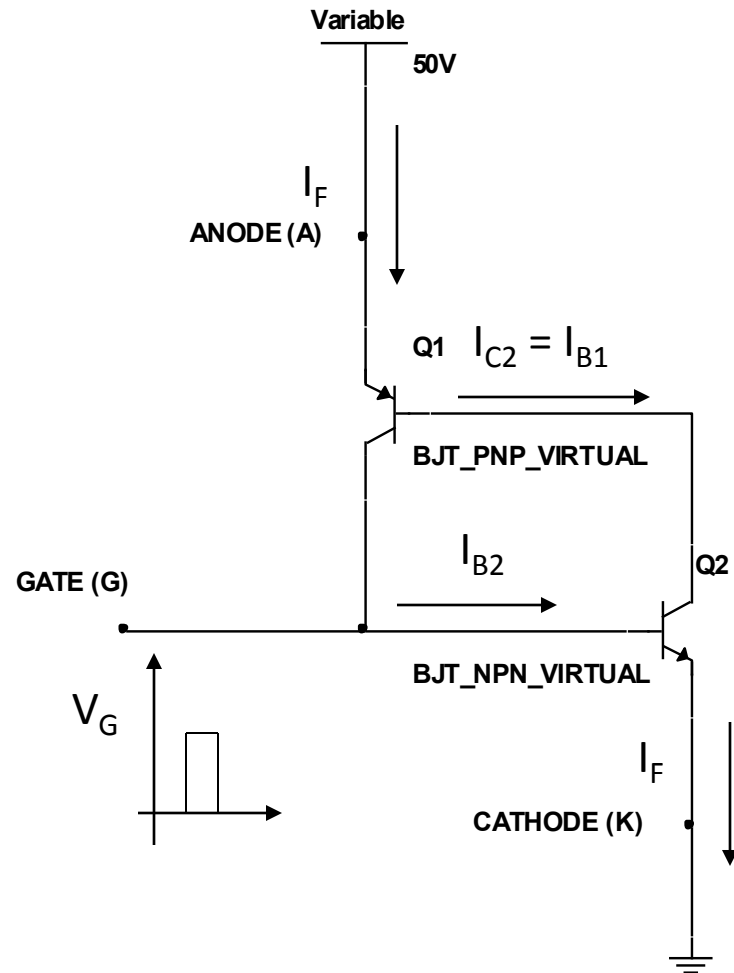 Variable
50V
I_F
ANODE (A)
Q1 I_C2 = I_B1
BJT_PNP_VIRTUAL
I_B2
Q2
GATE (G)
BJT_NPN_VIRTUAL
V_G
I_F
CATHODE (K)